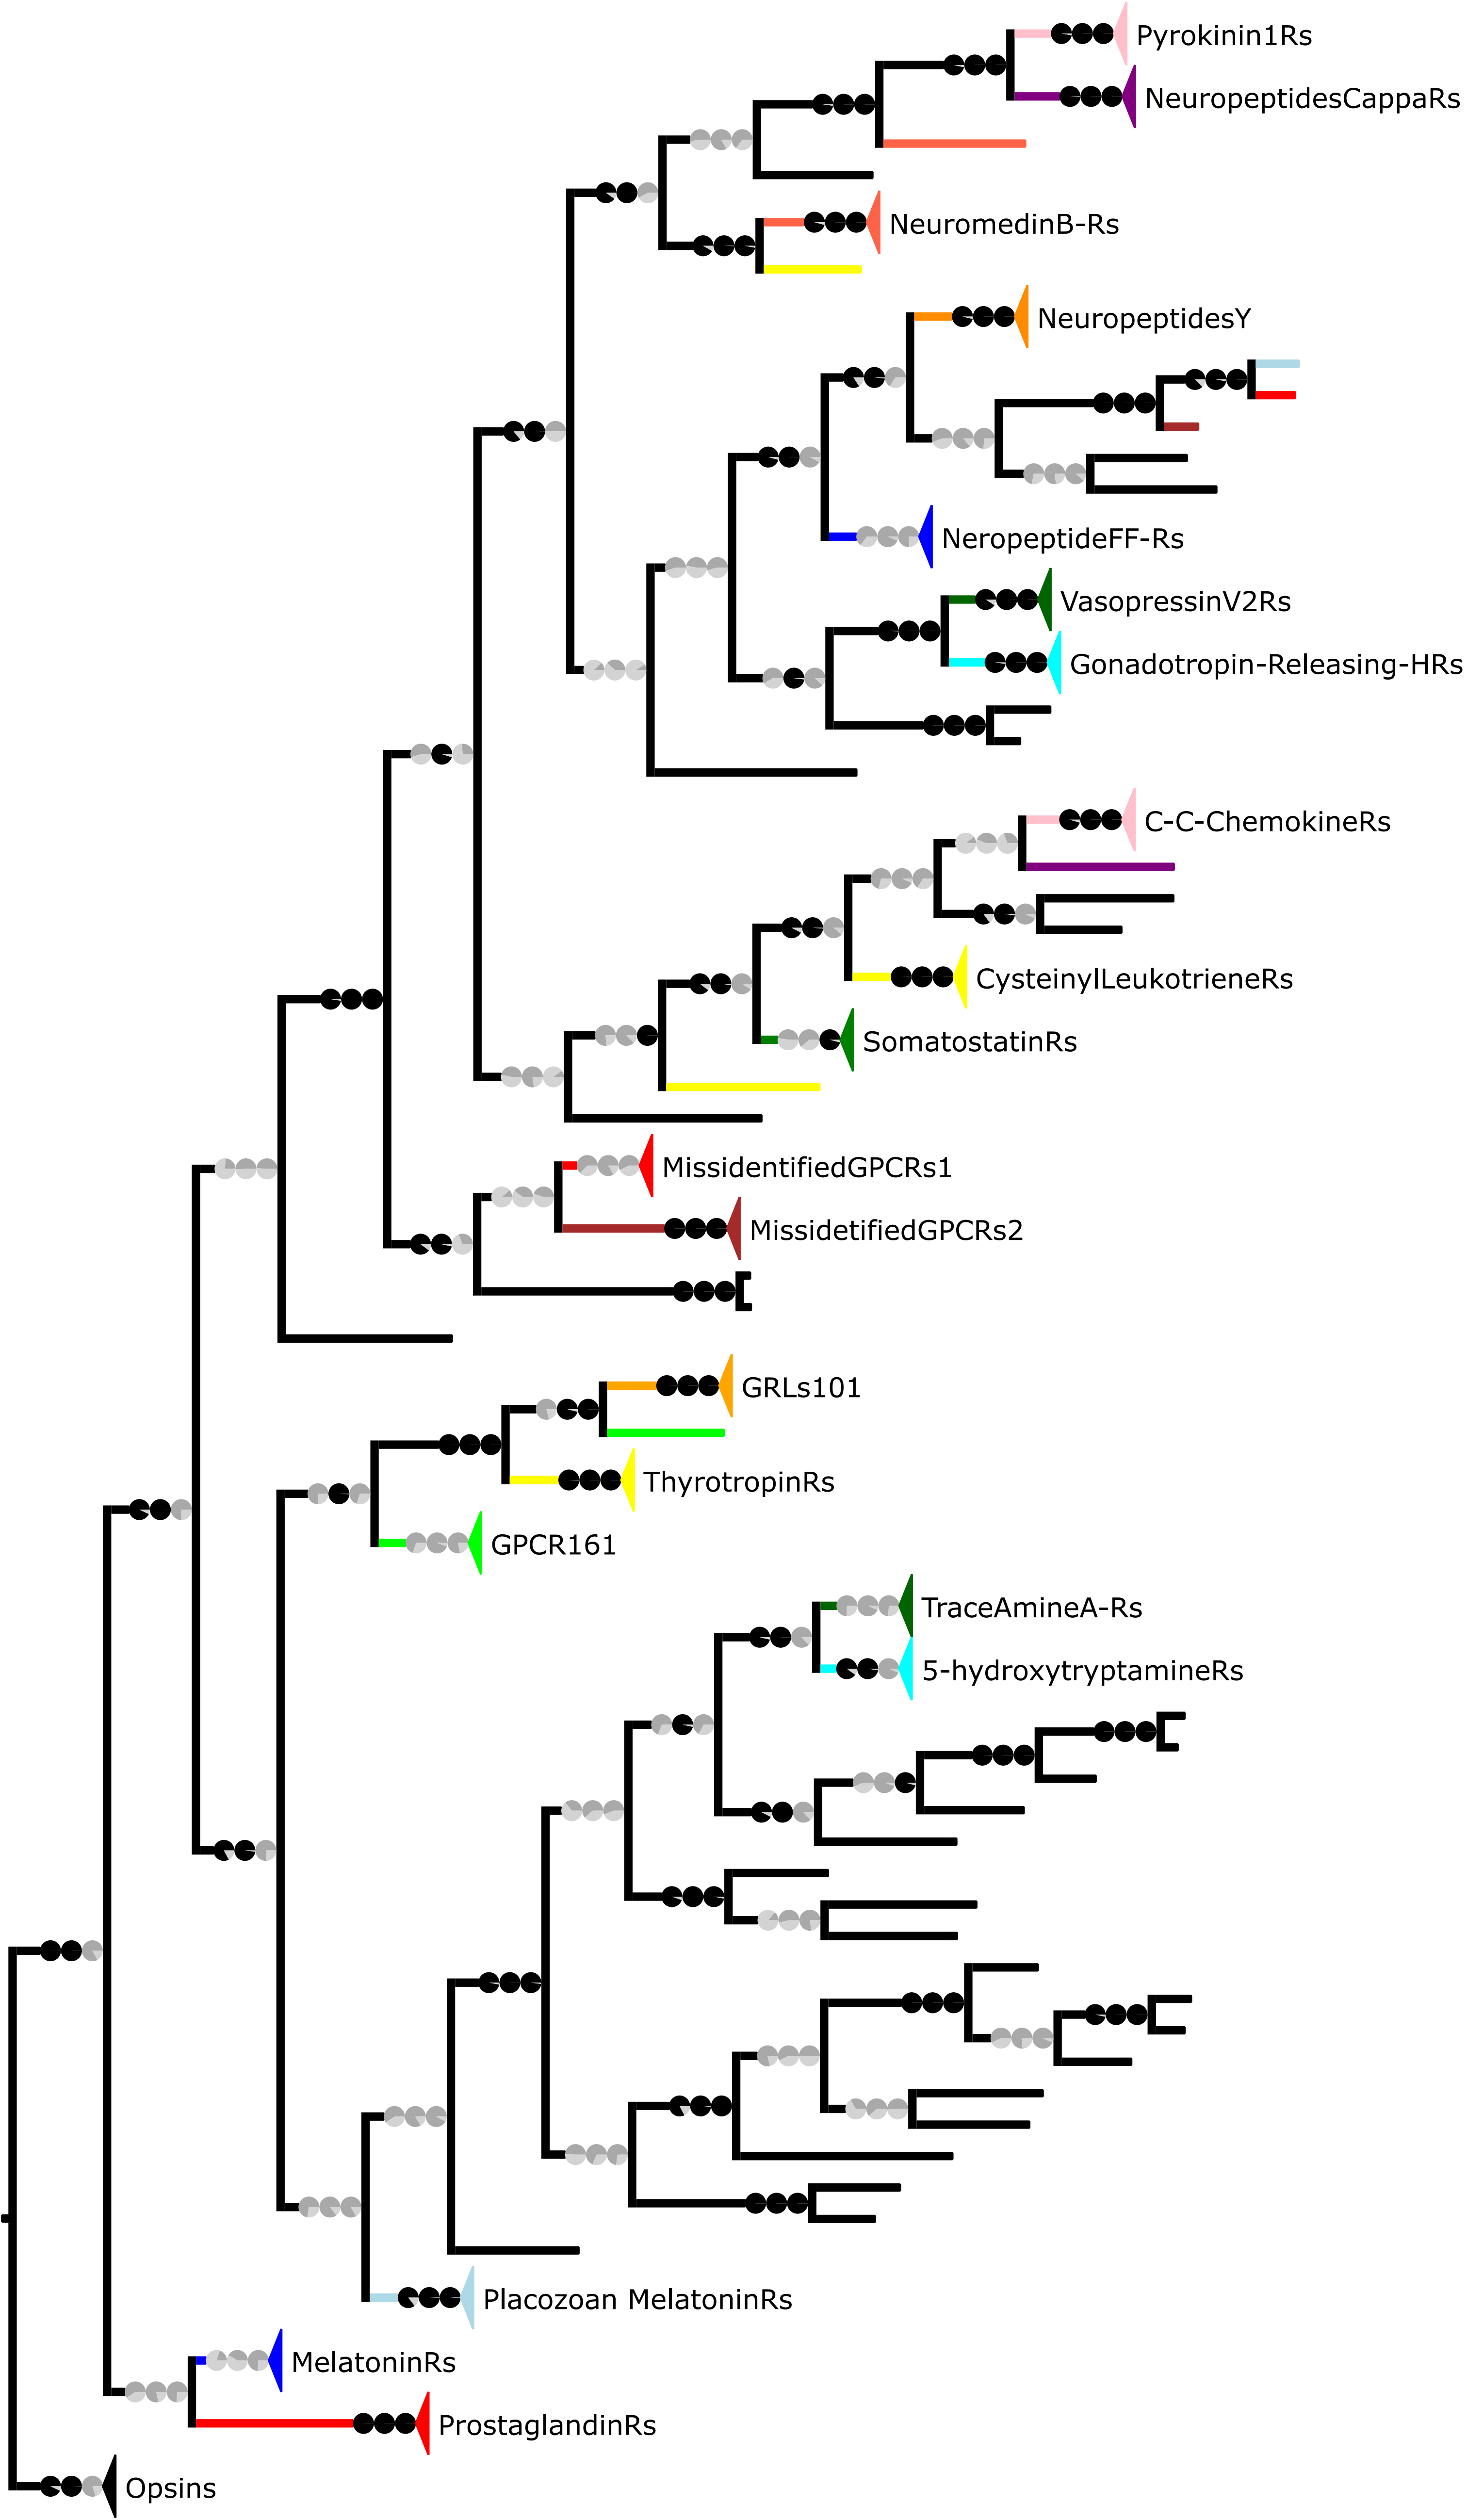 Pyrokinin1Rs
NeuropeptidesCappaRs
NeuromedinB-Rs
NeuropeptidesY
NeropeptideFF-Rs
VasopressinV2Rs
Gonadotropin-Releasing-HRs
C-C-ChemokineRs
CysteinylLeukotrieneRs
SomatostatinRs
MissidentifiedGPCRs1
MissidetifiedGPCRs2
GRLs101
ThyrotropinRs
GPCR161
TraceAmineA-Rs
5-hydroxytryptamineRs
Placozoan MelatoninRs
MelatoninRs
ProstaglandinRs
Opsins